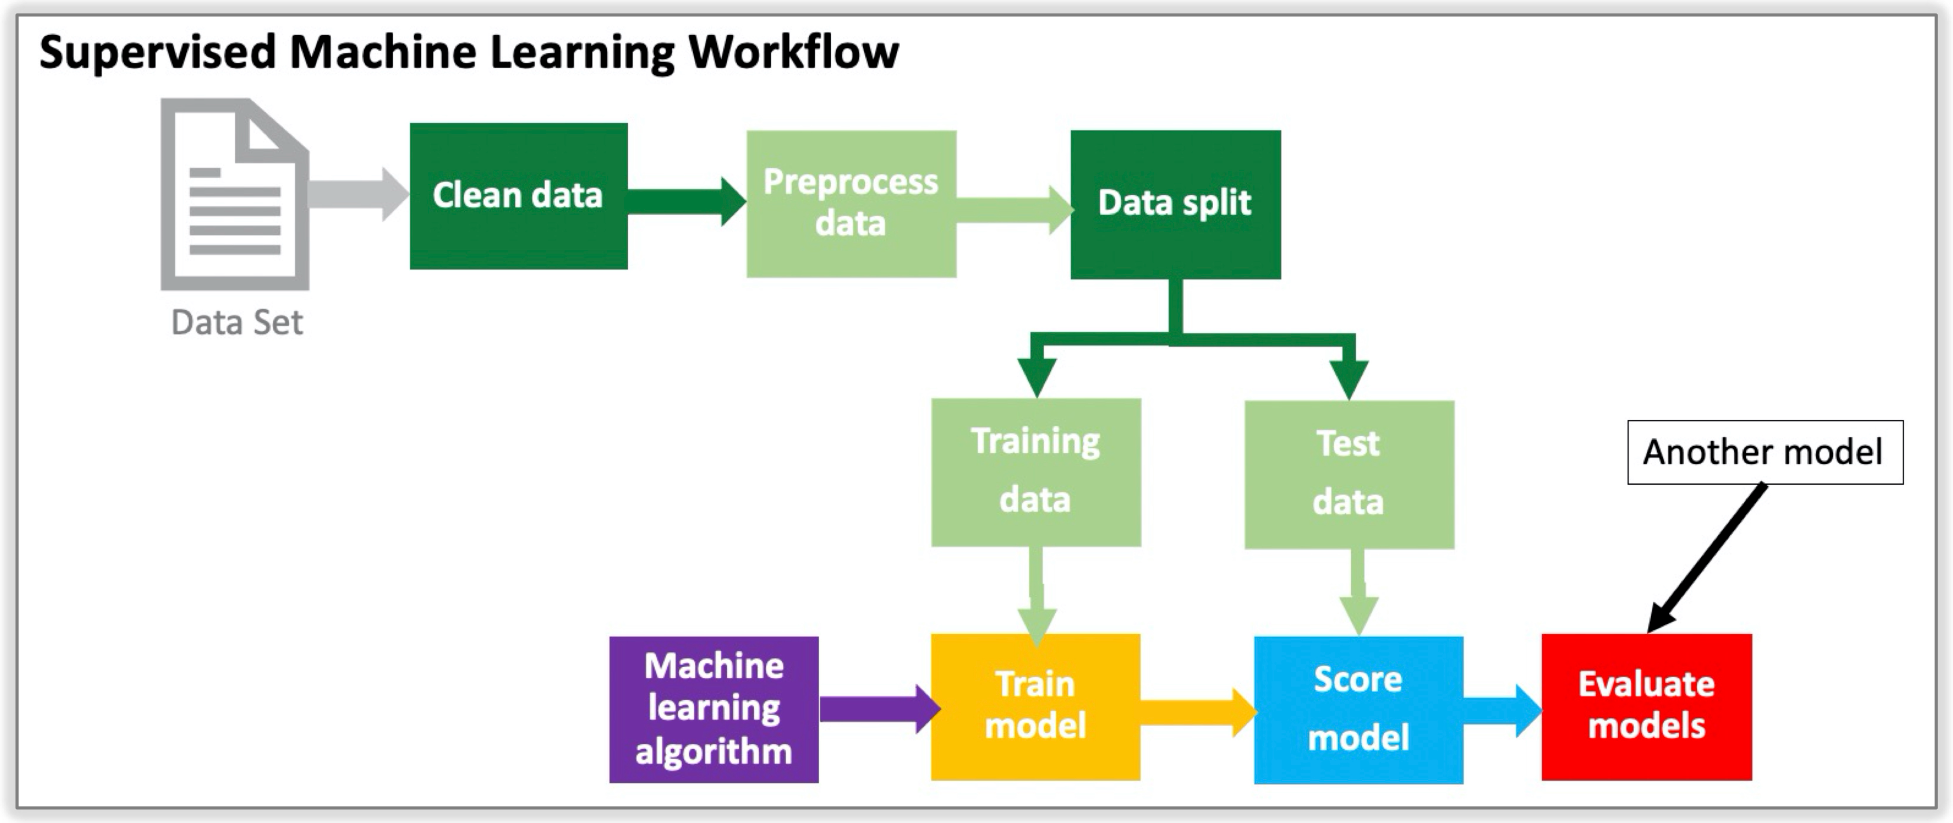 Supervised Machine Learning Workflow
Data Set
Clean data
Preprocess
data
Data split
Training
data
Test
data
Another model
Machine
learning
algorithm
Train
model
Score
model
Evaluate
models